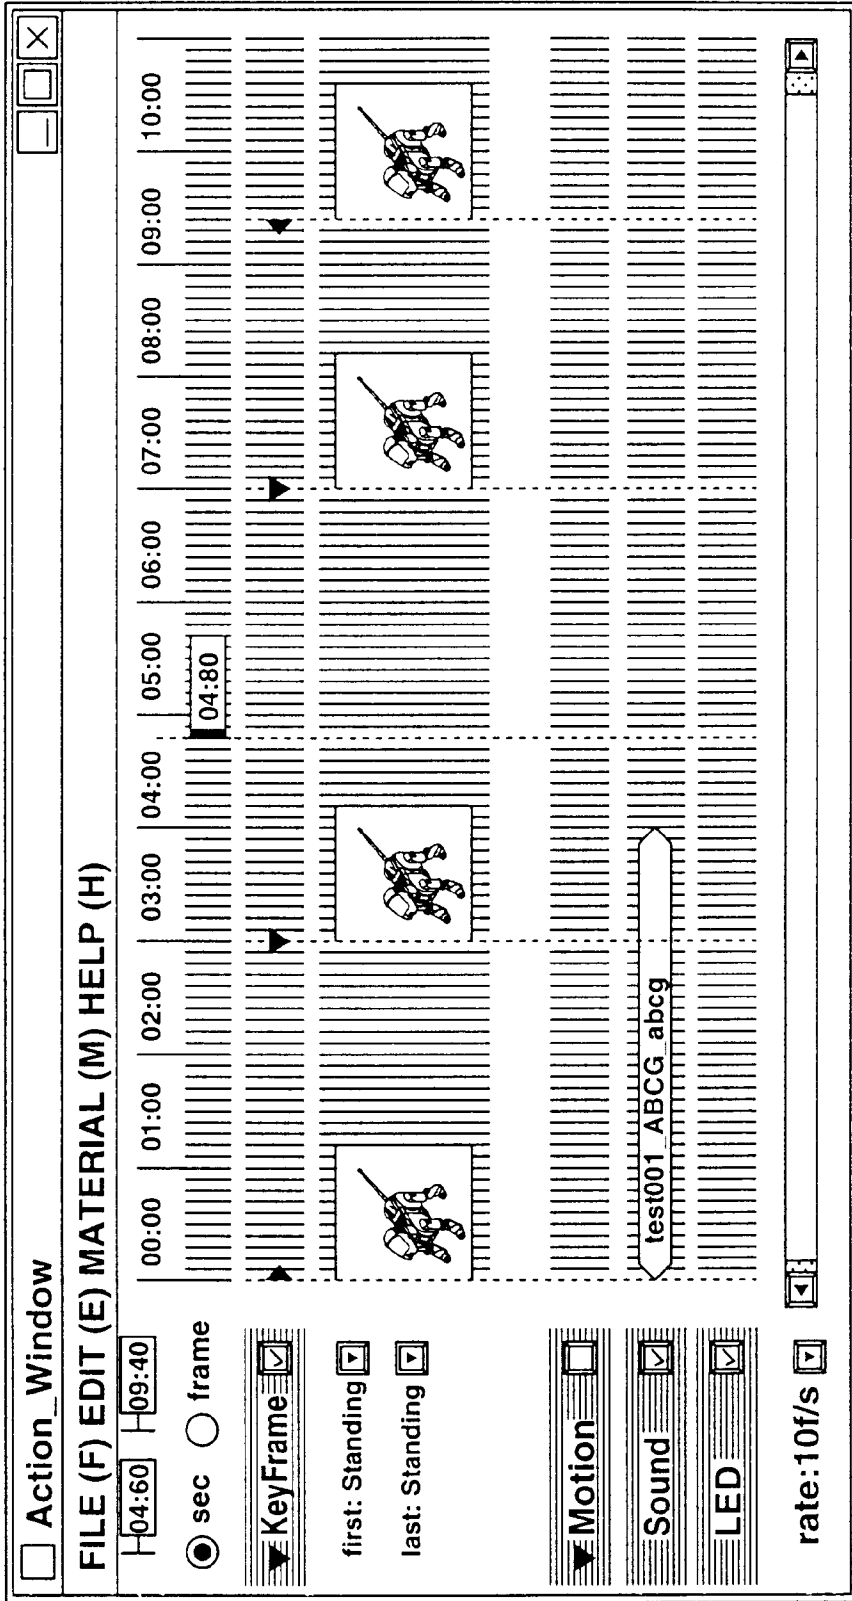 Action_Window
FILE (F) EDIT (E) MATERIAL (M) HELP (H)
04:60 09:40
00:00 01:00 02:00 03:00 04:00 05:00 06:00 07:00 08:00 09:00 10:00
sec frame
04:80
KeyFrame
first: Standing
last: Standing
Motion
Sound
test001_ABCG_abcg
LED
rate:10f/s